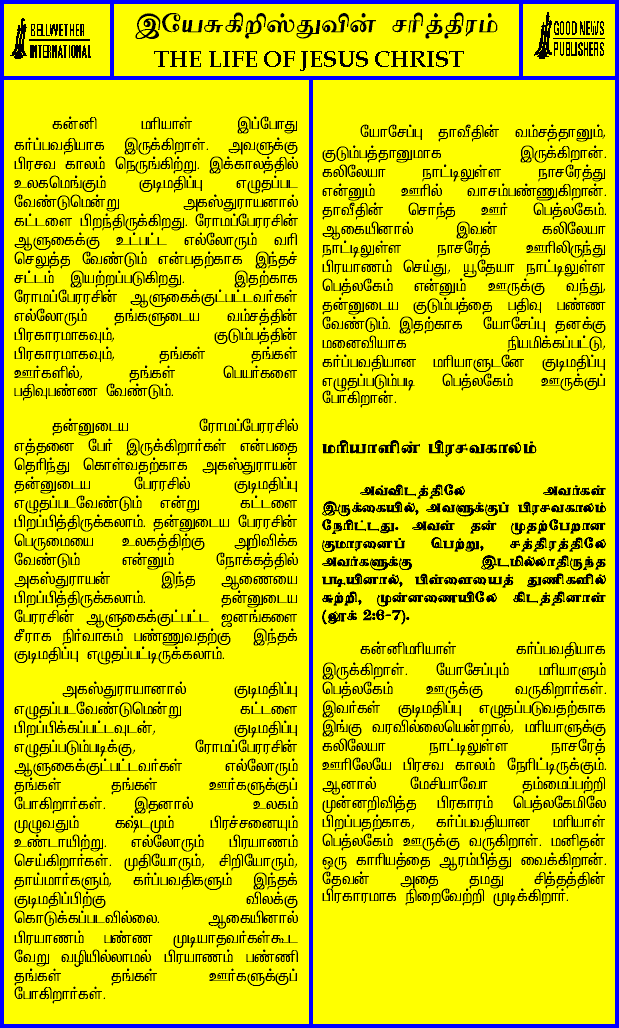 BELLWETHER
INTERNATIONAL
இயேசுகிறிஸ்துவின் சரித்திரம்
THE LIFE OF JESUS CHRIST
GOOD NEWS
PUBLISHERS
கன்னி மரியாள் இப்போது
கர்ப்பவதியாக இருக்கிறாள். அவளுக்கு
பிரசவ காலம் நெருங்கிற்று. இக்காலத்தில்
உலகமெங்கும் குடிமதிப்பு எழுதப்பட
வேண்டுமென்று அகஸ்துராயனால்
கட்டளை பிறந்திருக்கிறது. ரோமப்பேரரசின்
ஆளுகைக்கு உட்பட்ட எல்லோரும் வரி
செலுத்த வேண்டும் என்பதற்காக இந்தச்
சட்டம் இயற்றப்படுகிறது. இதற்காக
ரோமப்பேரரசின் ஆளுகைக்குட்பட்டவர்கள்
எல்லோரும் தங்களுடைய வம்சத்தின்
பிரகாரமாகவும், குடும்பத்தின்
பிரகாரமாகவும், தங்கள் தங்கள்
ஊர்களில், தங்கள் பெயர்களை
பதிவுபண்ண வேண்டும்.
தன்னுடைய ரோமப்பேரரசில்
எத்தனை பேர் இருக்கிறார்கள் என்பதை
தெரிந்து கொள்வதற்காக அகஸ்துராயன்
தன்னுடைய பேரரசில் குடிமதிப்பு
எழுதப்படவேண்டும் என்று கட்டளை
பிறப்பித்திருக்கலாம். தன்னுடைய பேரரசின்
பெருமையை உலகத்திற்கு அறிவிக்க
வேண்டும் என்னும் நோக்கத்தில்
அகஸ்துராயன் இந்த ஆணையை
பிறப்பித்திருக்கலாம். தன்னுடைய
பேரரசின் ஆளுகைக்குட்பட்ட ஜனங்களை
சீராக நிர்வாகம் பண்ணுவதற்கு இந்தக்
குடிமதிப்பு எழுதப்பட்டிருக்கலாம்.
அகஸ்துராயானால் குடிமதிப்பு
எழுதப்படவேண்டுமென்று கட்டளை
பிறப்பிக்கப்பட்டவுடன், குடிமதிப்பு
எழுதப்படும்படிக்கு, ரோமப்பேரரசின்
ஆளுகைக்குட்பட்டவர்கள் எல்லோரும்
தங்கள் தங்கள் ஊர்களுக்குப்
போகிறார்கள். இதனால் உலகம்
முழுவதும் கஷ்டமும் பிரச்சனையும்
உண்டாயிற்று. எல்லோரும் பிரயாணம்
செய்கிறார்கள். முதியோரும், சிறியோரும்,
தாய்மார்களும், கர்ப்பவதிகளும் இந்தக்
குடிமதிப்பிற்கு விலக்கு
கொடுக்கப்படவில்லை. ஆகையினால்
பிரயாணம் பண்ண முடியாதவர்கள்கூட
வேறு வழியில்லாமல் பிரயாணம் பண்ணி
தங்கள் தங்கள் ஊர்களுக்குப்
போகிறார்கள்.
யோசேப்பு தாவீதின் வம்சத்தானும்,
குடும்பத்தானுமாக இருக்கிறான்.
கலிலேயா நாட்டிலுள்ள நாசரேத்து
என்னும் ஊரில் வாசம்பண்ணுகிறான்.
தாவீதின் சொந்த ஊர் பெத்லகேம்.
ஆகையினால் இவன் கலிலேயா
நாட்டிலுள்ள நாசரேத் ஊரிலிருந்து
பிரயாணம் செய்து, யூதேயா நாட்டிலுள்ள
பெத்லகேம் என்னும் ஊருக்கு வந்து,
தன்னுடைய குடும்பத்தை பதிவு பண்ண
வேண்டும். இதற்காக யோசேப்பு தனக்கு
மனைவியாக நியமிக்கப்பட்டு,
கர்ப்பவதியான மரியாளுடனே குடிமதிப்பு
எழுதப்படும்படி பெத்லகேம் ஊருக்குப்
போகிறான்.
மரியாளின் பிரசவகாலம்
அவ்விடத்திலே அவர்கள்
இருக்கையில், அவளுக்குப் பிரசவகாலம்
நேரிட்டது. அவள் தன் முதற்பேறான
குமாரனைப் பெற்று, சத்திரத்திலே
அவர்களுக்கு இடமில்லாதிருந்த
படியினால், பிள்ளையைத் துணிகளில்
சுற்றி, முன்னணையிலே கிடத்தினாள்
(லூக் 2:6-7).
கன்னிமரியாள் கர்ப்பவதியாக
இருக்கிறாள். யோசேப்பும் மரியாளும்
பெத்லகேம் ஊருக்கு வருகிறார்கள்.
இவர்கள் குடிமதிப்பு எழுதப்படுவதற்காக
இங்கு வரவில்லையென்றால், மரியாளுக்கு
கலிலேயா நாட்டிலுள்ள நாசரேத்
ஊரிலேயே பிரசவ காலம் நேரிட்டிருக்கும்.
ஆனால் மேசியாவோ தம்மைப்பற்றி
முன்னறிவித்த பிரகாரம் பெத்லகேமிலே
பிறப்பதற்காக, கர்ப்பவதியான மரியாள்
பெத்லகேம் ஊருக்கு வருகிறாள். மனிதன்
ஒரு காரியத்தை ஆரம்பித்து வைக்கிறான்.
தேவன் அதை தமது சித்தத்தின்
பிரகாரமாக நிறைவேற்றி முடிக்கிறார்.